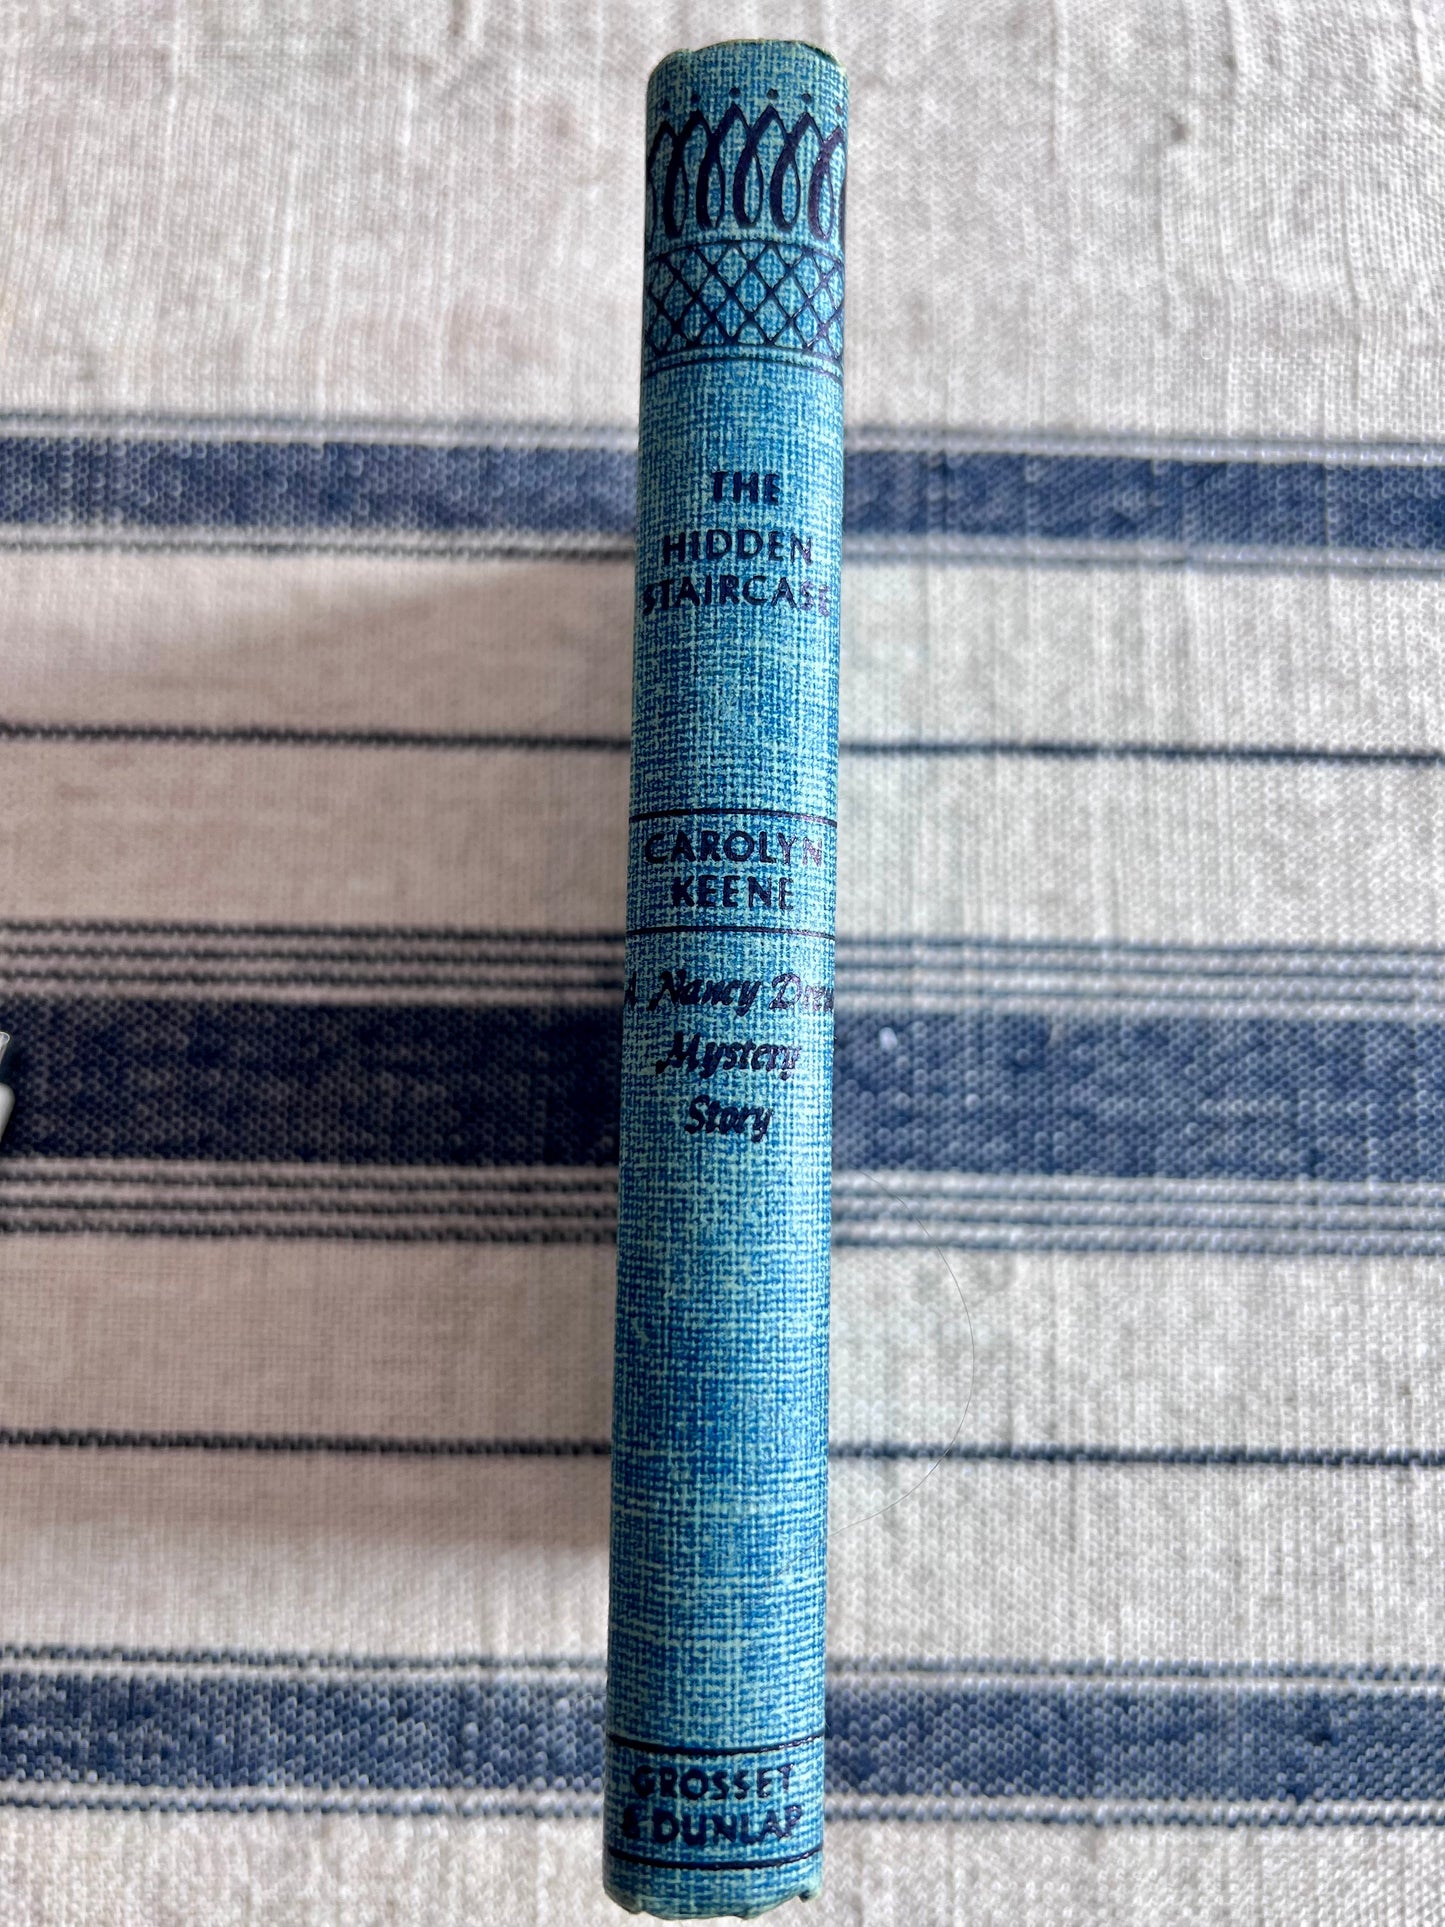 THE
HIDDEN
STAIRCASE
CAROLYN
KEENE
A Nancy Drew
Mystery
Story
GROSSET
& DUNLAP